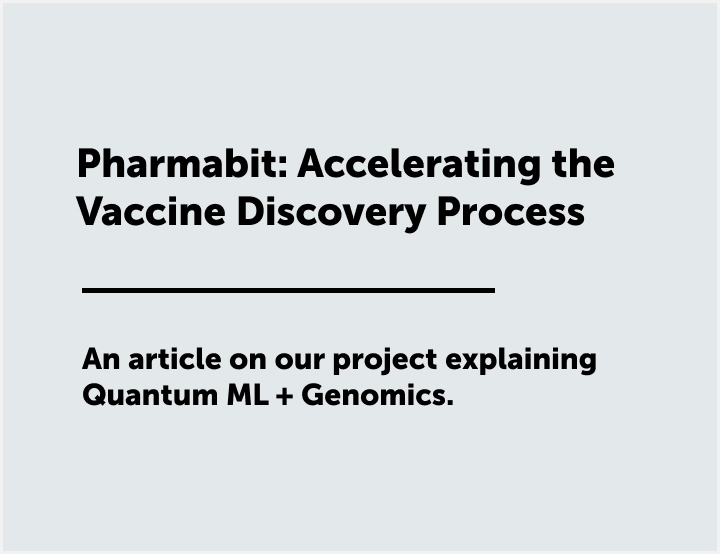 Pharmabit: Accelerating the
Vaccine Discovery Process
An article on our project explaining
Quantum ML + Genomics.